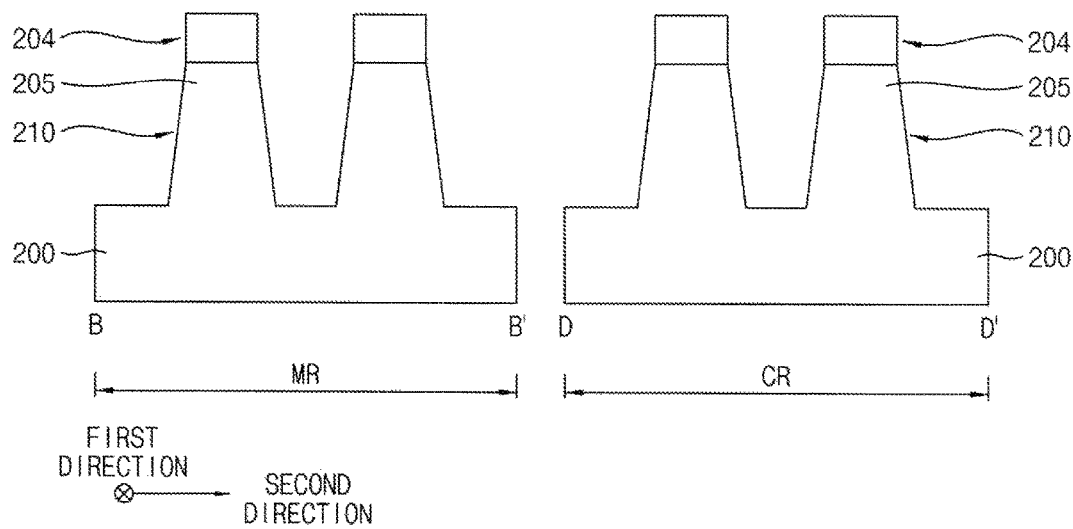 204
205
210
200
204
205
210
200
B B' D D'
MR CR
FIRST
DIRECTION
SECOND
DIRECTION